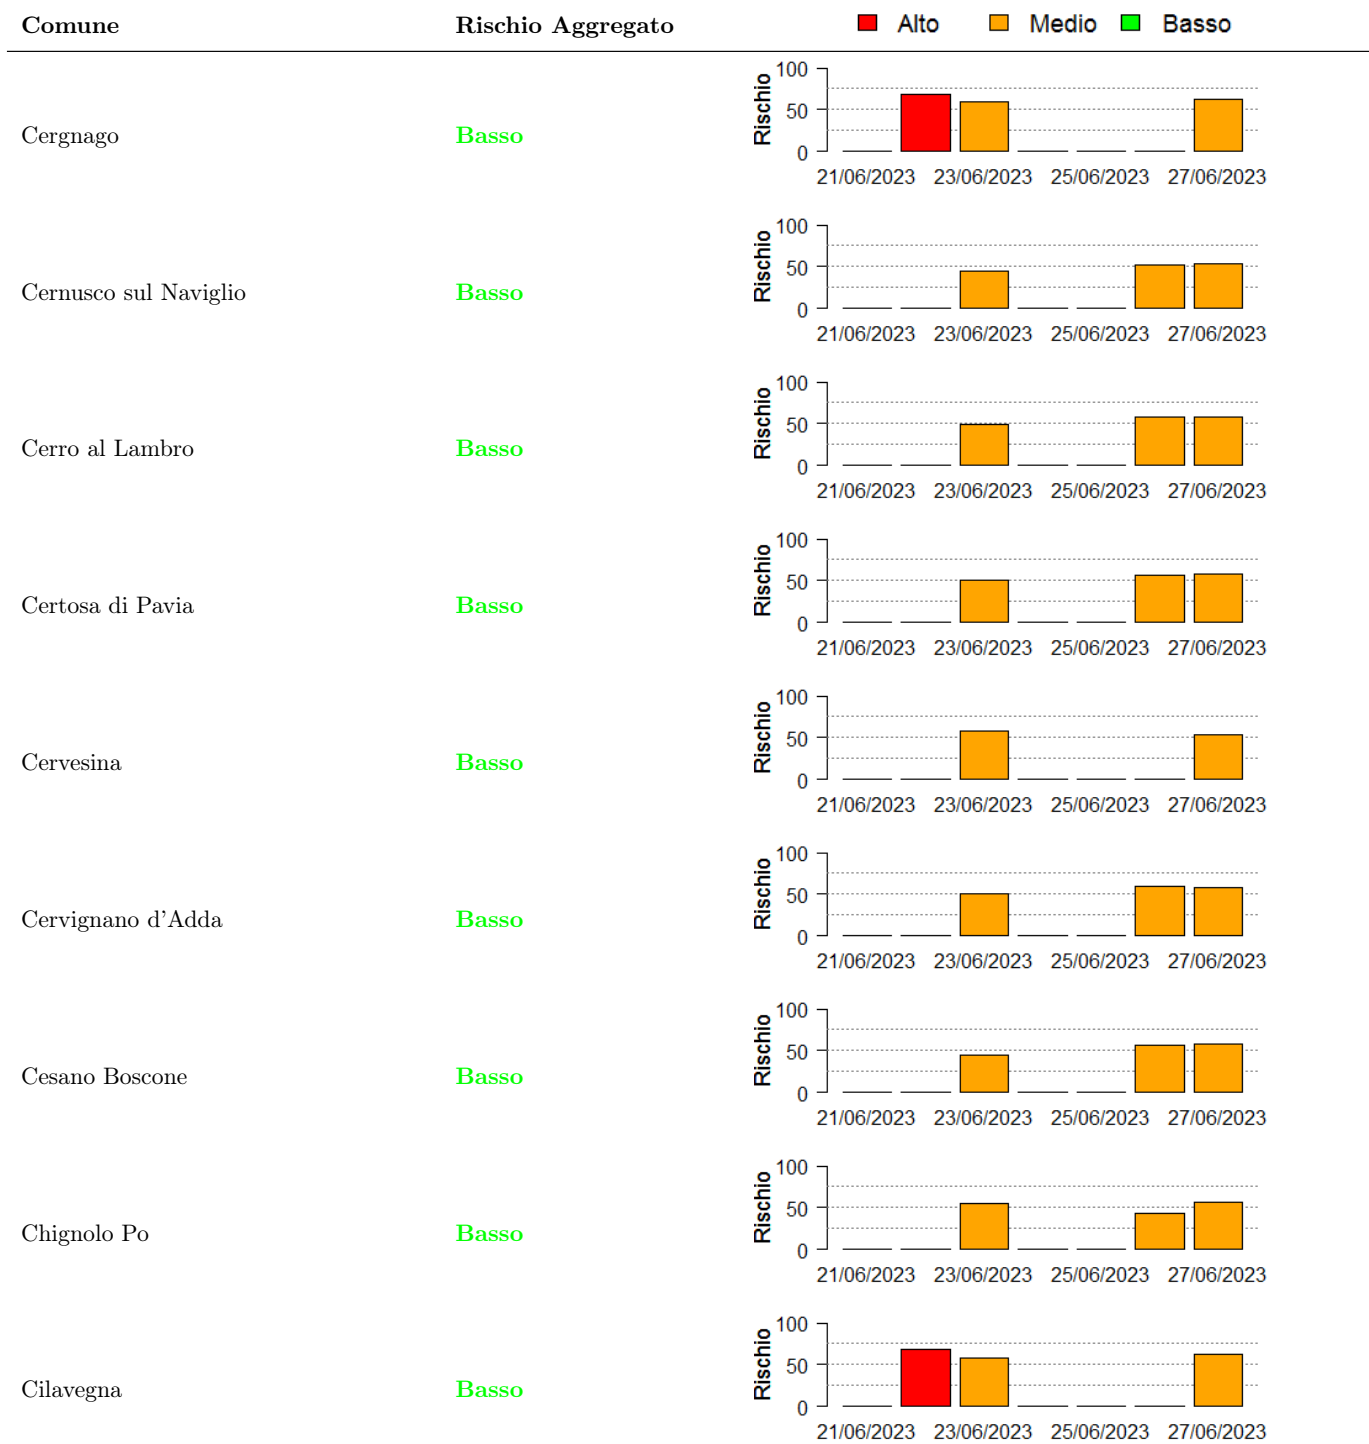 Comune Rischio Aggregato Alto Medio Basso
100
50
0
Rischio
Cergnago Basso
21/06/2023 23/06/2023 25/06/2023 27/06/2023
100
50
0
Rischio
Cernusco sul Naviglio Basso
21/06/2023 23/06/2023 25/06/2023 27/06/2023
100
50
0
Rischio
Cerro al Lambro Basso
21/06/2023 23/06/2023 25/06/2023 27/06/2023
100
50
0
Rischio
Certosa di Pavia Basso
21/06/2023 23/06/2023 25/06/2023 27/06/2023
100
50
0
Rischio
Cervesina Basso
21/06/2023 23/06/2023 25/06/2023 27/06/2023
100
50
0
Rischio
Cervignano d'Adda Basso
21/06/2023 23/06/2023 25/06/2023 27/06/2023
100
50
0
Rischio
Cesano Boscone Basso
21/06/2023 23/06/2023 25/06/2023 27/06/2023
100
50
0
Rischio
Chignolo Po Basso
21/06/2023 23/06/2023 25/06/2023 27/06/2023
100
50
0
Rischio
Cilavegna Basso
21/06/2023 23/06/2023 25/06/2023 27/06/2023